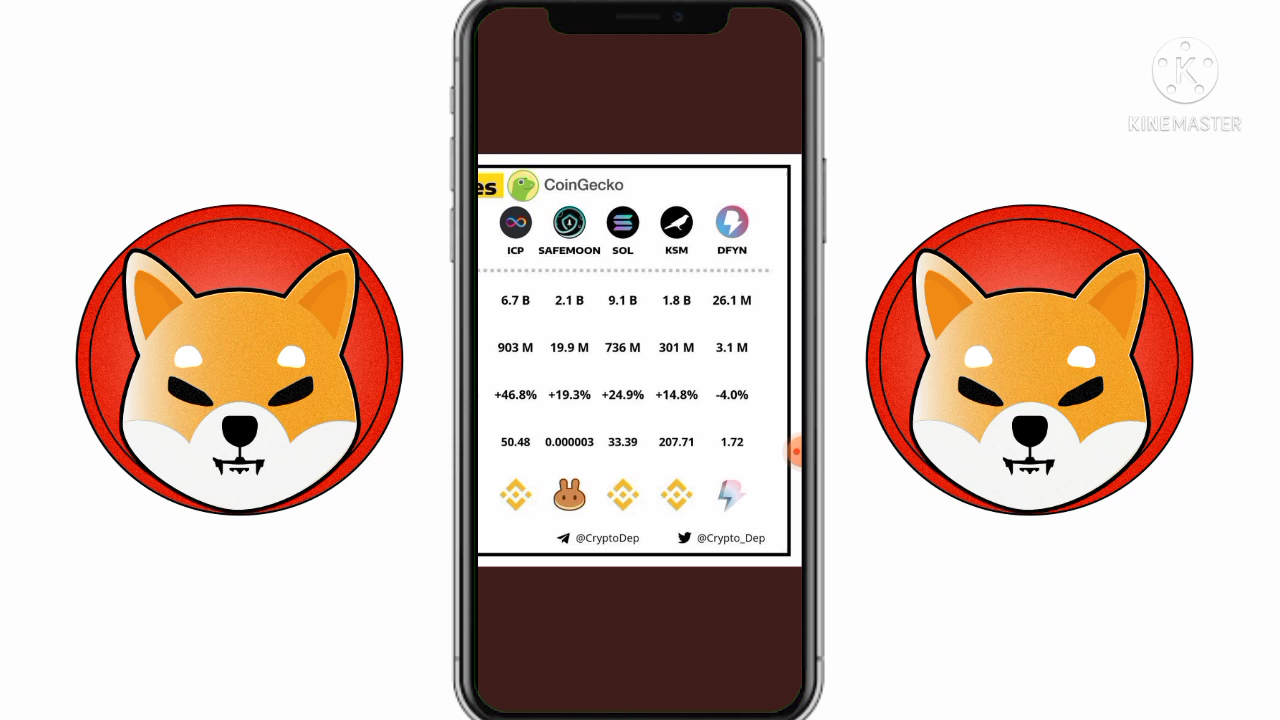 KINEMASTER
es CoinGecko
ICP SAFEMOON SOL KSM DFYN
6.7 B 2.1 B 9.1 B 1.8 B 26.1 M
903 M 19.9 M 736 M 301 M 3.1 M
+46.8% +19.3% +24.9% +14.8% -4.0%
50.48 0.000003 33.39 207.71 1.72
@CryptoDep @Crypto_Dep